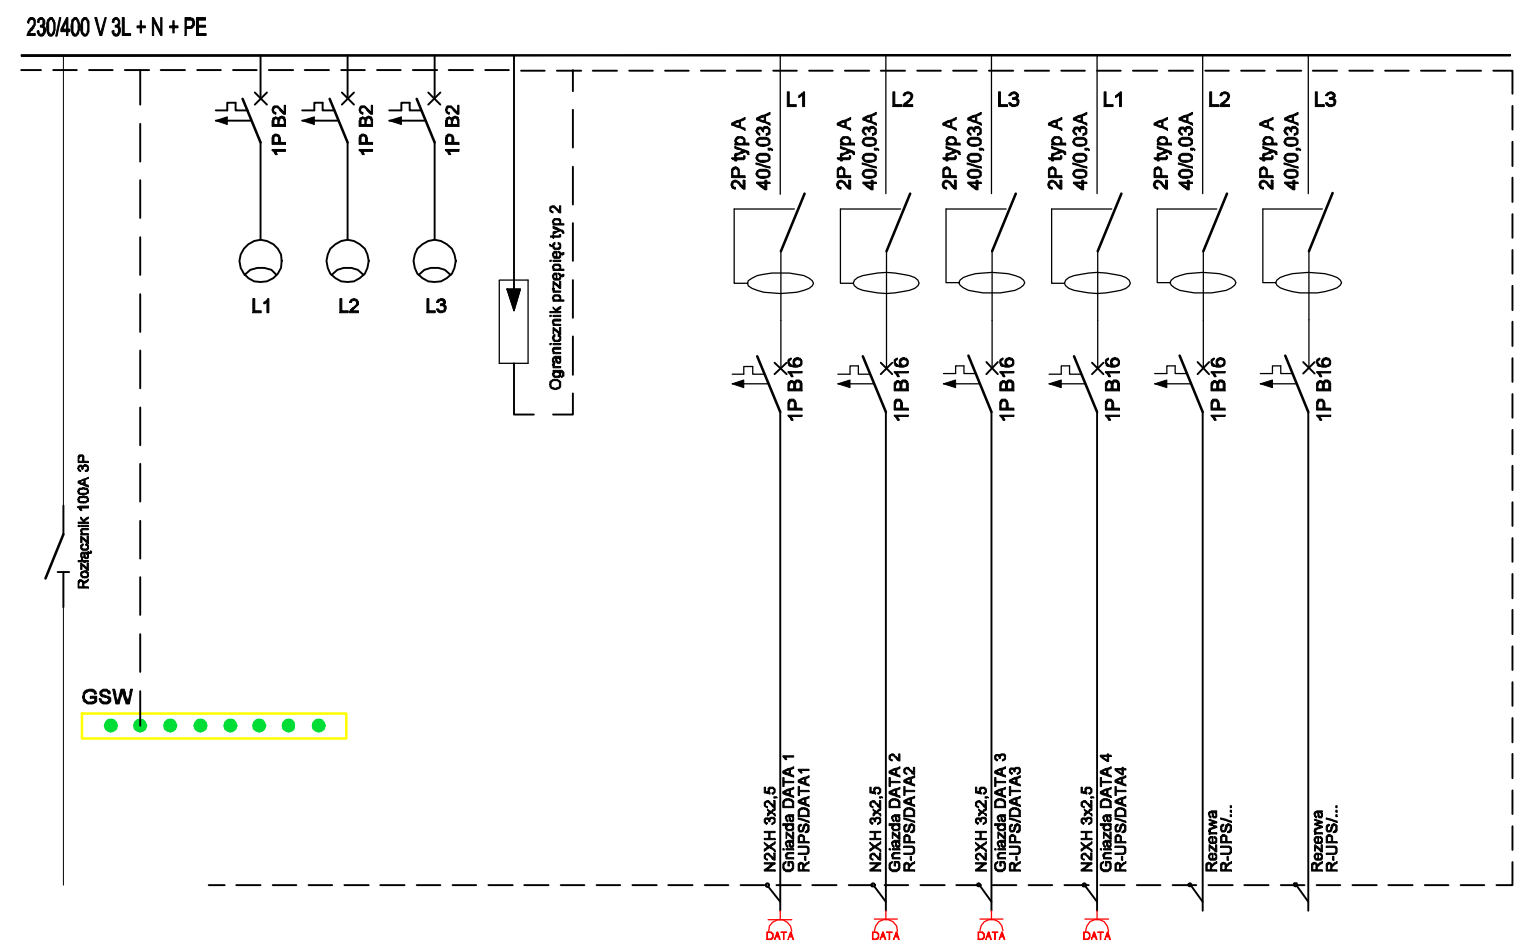 230/400 V 3L + N + PE
1P B2
1P B2
1P B2
L1
L2
L3
Ogranicznik przepięć typ 2
Rozłącznik 100A 3P
GSW
L1
2P typ A
40/0,03A
L2
2P typ A
40/0,03A
L3
2P typ A
40/0,03A
L1
2P typ A
40/0,03A
L2
2P typ A
40/0,03A
L3
2P typ A
40/0,03A
1P B16
1P B16
1P B16
1P B16
1P B16
1P B16
N2XH 3x2,5
Gniazda DATA 1
R-UPS/DATA1
N2XH 3x2,5
Gniazda DATA 2
R-UPS/DATA2
N2XH 3x2,5
Gniazda DATA 3
R-UPS/DATA3
N2XH 3x2,5
Gniazda DATA 4
R-UPS/DATA4
Rezerwa
R-UPS/...
Rezerwa
R-UPS/...
DATA
DATA
DATA
DATA